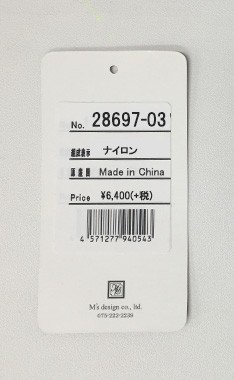 No. 28697-03
組成表示 ナイロン
原産国 Made in China
Price ¥6,400(+税)
4 571277 940543
M's design co., ltd.
075-222-2239